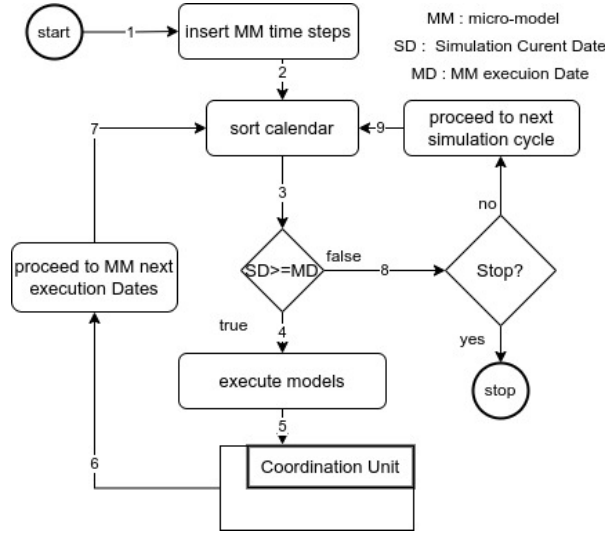 start
1
insert MM time steps
MM : micro-model
SD : Simulation Curent Date
MD : MM execuion Date
2
7
sort calendar
9
proceed to next
simulation cycle
3
no
proceed to MM next
execution Dates
SD>=MD
false
8
Stop?
true
4
yes
execute models
stop
5
6
Coordination Unit